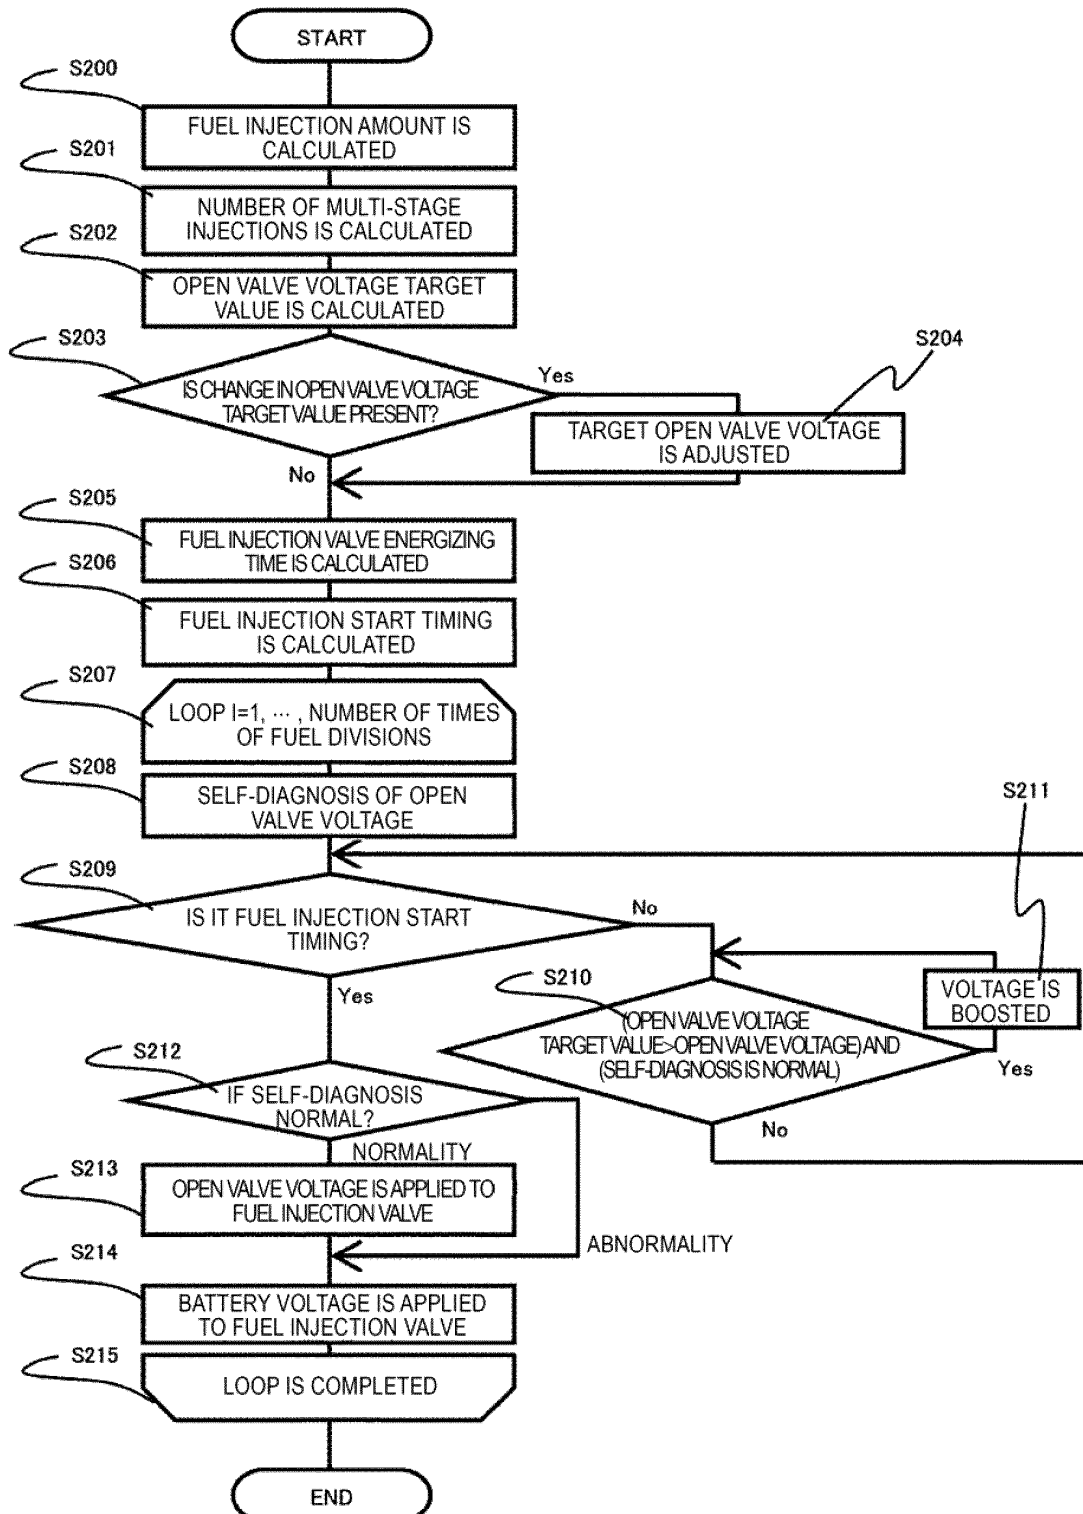 START
S200
FUEL INJECTION AMOUNT IS
CALCULATED
S201
NUMBER OF MULTI-STAGE
INJECTIONS IS CALCULATED
S202
OPEN VALVE VOLTAGE TARGET
VALUE IS CALCULATED
S203
IS CHANGE IN OPEN VALVE VOLTAGE
TARGET VALUE PRESENT?
Yes
S204
TARGET OPEN VALVE VOLTAGE
IS ADJUSTED
No
S205
FUEL INJECTION VALVE ENERGIZING
TIME IS CALCULATED
S206
FUEL INJECTION START TIMING
IS CALCULATED
S207
LOOP I=1, ··· , NUMBER OF TIMES
OF FUEL DIVISIONS
S208
SELF-DIAGNOSIS OF OPEN
VALVE VOLTAGE
S209
IS IT FUEL INJECTION START
TIMING?
No
Yes
S210
(OPEN VALVE VOLTAGE
TARGET VALUE>OPEN VALVE VOLTAGE) AND
(SELF-DIAGNOSIS IS NORMAL)
S211
VOLTAGE IS
BOOSTED
Yes
No
S212
IF SELF-DIAGNOSIS
NORMAL?
NORMALITY
S213
OPEN VALVE VOLTAGE IS APPLIED TO
FUEL INJECTION VALVE
ABNORMALITY
S214
BATTERY VOLTAGE IS APPLIED
TO FUEL INJECTION VALVE
S215
LOOP IS COMPLETED
END